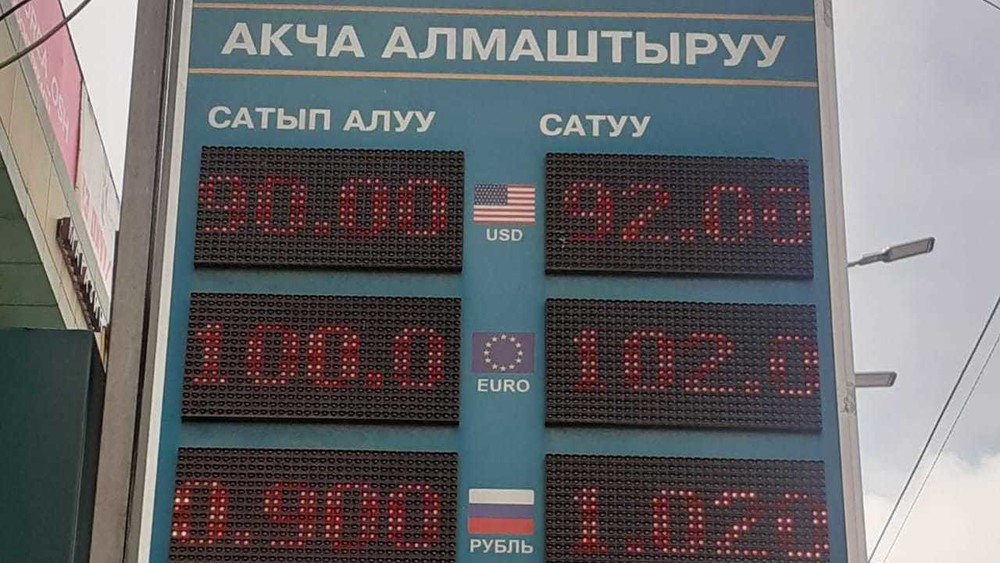 АКЧА АЛМАШТЫРУУ
САТЫП АЛУУ САТУУ
90.00 USD 92.00
100.0 EURO 102.0
0.900 РУБЛЬ 1.020